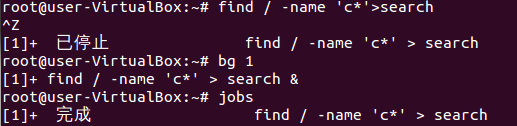 root@user-VirtualBox:~# find / -name 'c*'>search
^Z
[1]+  已停止                  find / -name 'c*' > search
root@user-VirtualBox:~# bg 1
[1]+ find / -name 'c*' > search &
root@user-VirtualBox:~# jobs
[1]+  完成                    find / -name 'c*' > search